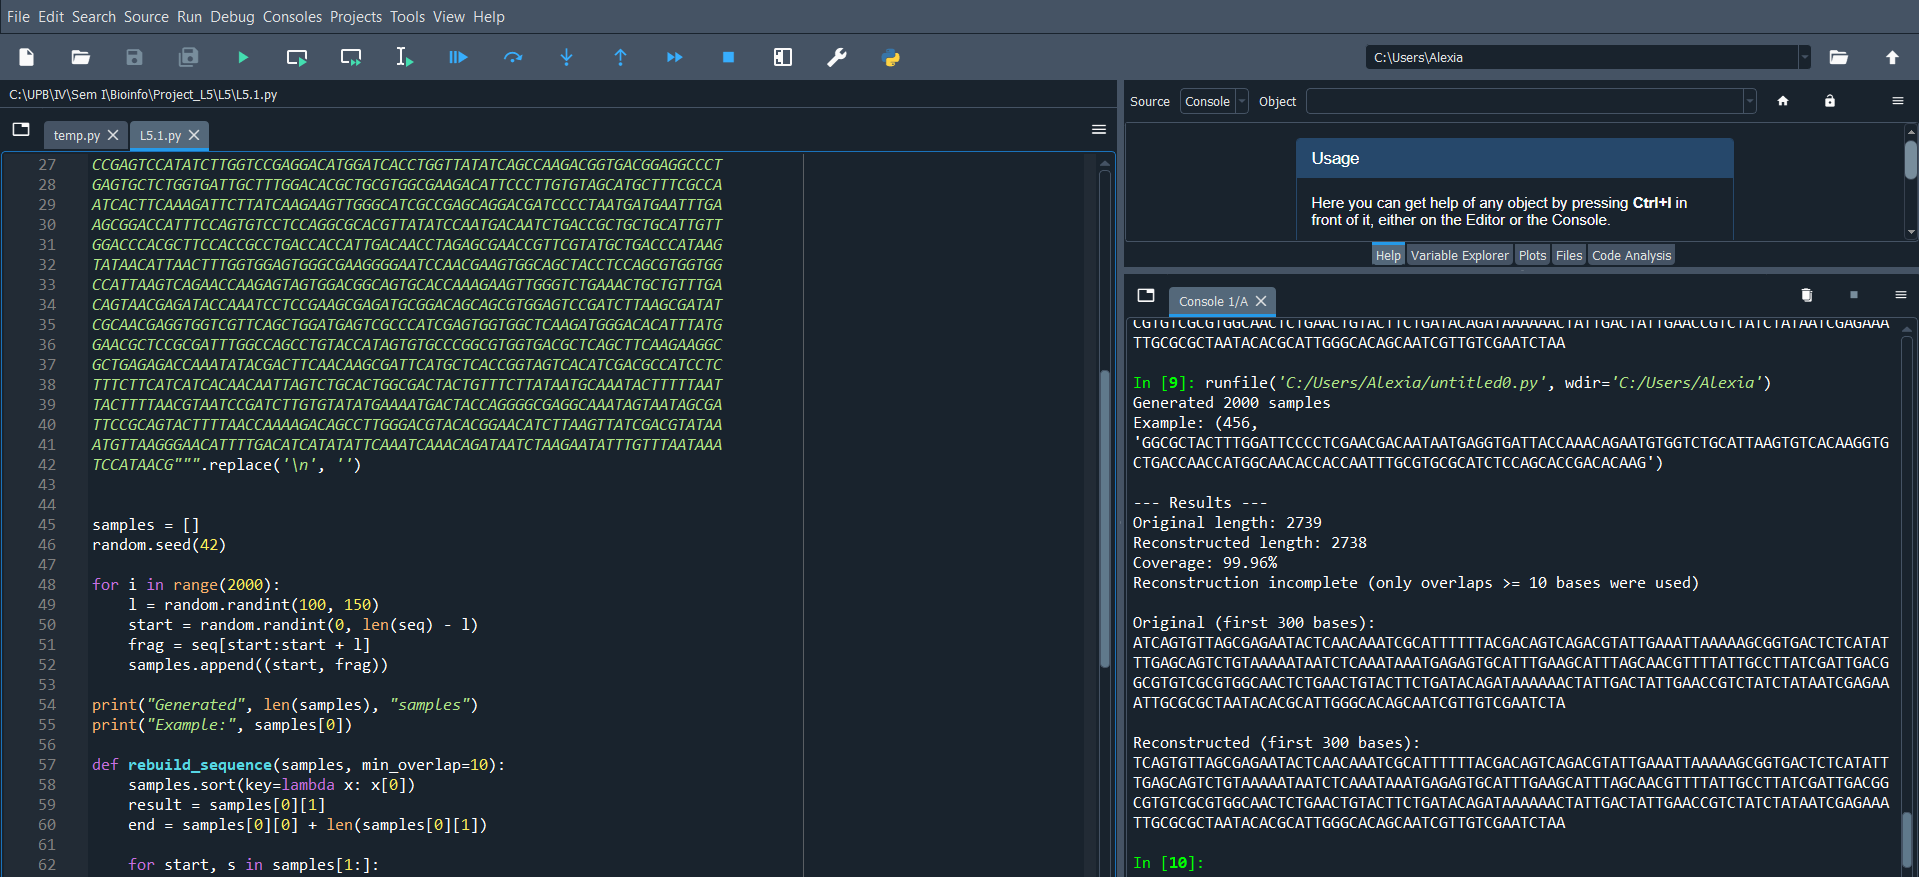 File Edit Search Source Run Debug Consoles Projects Tools View Help
C:\Users\Alexia
C:\UPB\IV\Sem I\Bioinfo\Project_L5\L5\L5.1.py
temp.py
L5.1.py
27 CCGAGTCCATATCTTGGTCCGAGGACATGGATCACCTGGTTATATCAGCCAAGACGGTGACGGAGGCCCT
28 GAGTGCTCTGGTGATTGCTTTGGACACGCTGCGTGGCGAAGACATTCCCTTGTGTAGCATGCTTTCGCCA
29 ATCACTTCAAAGATTCTTATCAAGAAGTTGGGCATCGCCGAGCAGGACGATCCCCTAATGATGAATTTGA
30 AGCGGACCATTTCCAGTGTCCTCCAGGCGCACGTTATATCCAATGACAATCTGACCGCTGCTGCATTGTT
31 GGACCCACGCTTCCACCGCCTGACCACCATTGACAACCTAGAGCGAACCGTTCGTATGCTGACCCATAAG
32 TATAACATTAACTTTGGTGGAGTGGGCGAAGGGGAATCCAACGAAGTGGCAGCTACCTCCAGCGTGGTGG
33 CCATTAAGTCAGAACCAAGAGTAGTGGACGGCAGTGCACCAAAGAAGTTGGGTCTGAAACTGCTGTTTGA
34 CAGTAACGAGATACCAAATCCTCCGAAGCGAGATGCGGACAGCAGCGTGGAGTCCGATCTTAAGCGATAT
35 CGCAACGAGGTGGTCGTTCAGCTGGATGAGTCGCCCATCGAGTGGTGGCTCAAGATGGGACACATTTATG
36 GAACGCTCCGCGATTTGGCCAGCCTGTACCATAGTGTGCCCGGCGTGGTGACGCTCAGCTTCAAGAAGGC
37 GCTGAGAGACCAAATATACGACTTCAACAAGCGATTCATGCTCACCGGTAGTCACATCGACGCCATCCTC
38 TTTCTTCATCATCACAACAATTAGTCTGCACTGGCGACTACTGTTTCTTATAATGCAAATACTTTTTAAT
39 TACTTTTAACGTAATCCGATCTTGTGTATATGAAAATGACTACCAGGGGCGAGGCAAATAGTAATAGCGA
40 TTCCGCAGTACTTTTAACCAAAAGACAGCCTTGGGACGTACACGGAACATCTTAAGTTATCGACGTATAA
41 ATGTTAAGGGAACATTTTGACATCATATATTCAAATCAAACAGATAATCTAAGAATATTTGTTTAATAAA
42 TCCATAACG""".replace('\n', '')
43
44
45 samples = []
46 random.seed(42)
47
48 for i in range(2000):
49 l = random.randint(100, 150)
50 start = random.randint(0, len(seq) - l)
51 frag = seq[start:start + l]
52 samples.append((start, frag))
53
54 print("Generated", len(samples), "samples")
55 print("Example:", samples[0])
56
57 def rebuild_sequence(samples, min_overlap=10):
58 samples.sort(key=lambda x: x[0])
59 result = samples[0][1]
60 end = samples[0][0] + len(samples[0][1])
61
62 for start, s in samples[1:]:
Source Console Object
Usage
Here you can get help of any object by pressing Ctrl+I in
front of it, either on the Editor or the Console.
Help Variable Explorer Plots Files Code Analysis
Console 1/A
CGTGTCGCGTGGCAACTCTGAACTGTACTTCTGATACAGATAAAAAACTATTGACTATTGAACCGTCTATCTATAATCGAGAAA
TTGCGCGCTAATACACGCATTGGGCACAGCAATCGTTGTCGAATCTAA
In [9]: runfile('C:/Users/Alexia/untitled0.py', wdir='C:/Users/Alexia')
Generated 2000 samples
Example: (456,
'GGCGCTACTTTGGATTCCCCTCGAACGACAATAATGAGGTGATTACCAAACAGAATGTGGTCTGCATTAAGTGTCACAAGGTG
CTGACCAACCATGGCAACACCACCAATTTGCGTGCGCATCTCCAGCACCGACACAAG')
--- Results ---
Original length: 2739
Reconstructed length: 2738
Coverage: 99.96%
Reconstruction incomplete (only overlaps >= 10 bases were used)
Original (first 300 bases):
ATCAGTGTTAGCGAGAATACTCAACAAATCGCATTTTTTACGACAGTCAGACGTATTGAAATTAAAAAGCGGTGACTCTCATAT
TTGAGCAGTCTGTAAAAATAATCTCAAATAAATGAGAGTGCATTTGAAGCATTTAGCAACGTTTTATTGCCTTATCGATTGACG
GCGTGTCGCGTGGCAACTCTGAACTGTACTTCTGATACAGATAAAAAACTATTGACTATTGAACCGTCTATCTATAATCGAGAA
ATTGCGCGCTAATACACGCATTGGGCACAGCAATCGTTGTCGAATCTA
Reconstructed (first 300 bases):
TCAGTGTTAGCGAGAATACTCAACAAATCGCATTTTTTACGACAGTCAGACGTATTGAAATTAAAAAGCGGTGACTCTCATATT
TGAGCAGTCTGTAAAAATAATCTCAAATAAATGAGAGTGCATTTGAAGCATTTAGCAACGTTTTATTGCCTTATCGATTGACGG
CGTGTCGCGTGGCAACTCTGAACTGTACTTCTGATACAGATAAAAAACTATTGACTATTGAACCGTCTATCTATAATCGAGAAA
TTGCGCGCTAATACACGCATTGGGCACAGCAATCGTTGTCGAATCTAA
In [10]: